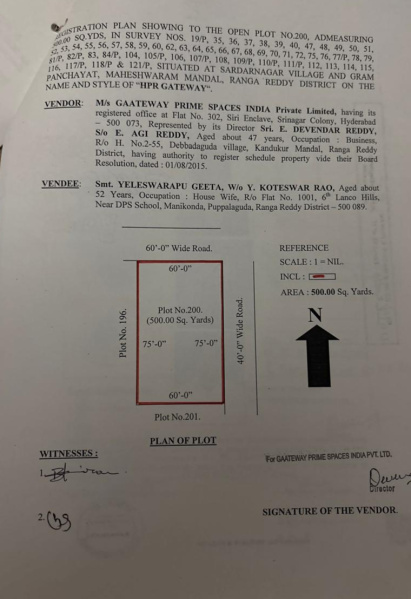 REGISTRATION PLAN SHOWING TO THE OPEN PLOT NO.200, ADMEASURING
500.00 SQ.YDS, IN SURVEY NOS. 19/P, 35, 36, 37, 38, 39, 40, 47, 48, 49, 50, 51,
52, 53, 54, 55, 56, 57, 58, 59, 60, 62, 63, 64, 65, 66, 67, 68, 69, 70, 71, 72, 75, 76, 77/P, 78, 79,
81/P, 82/P, 83, 84/P, 104, 105/P, 106, 107/P, 108, 109/P, 110/P, 111/P, 112, 113, 114, 115,
116, 117/P, 118/P & 121/P, SITUATED AT SARDARNAGAR VILLAGE AND GRAM
PANCHAYAT, MAHESHWARAM MANDAL, RANGA REDDY DISTRICT ON THE
NAME AND STYLE OF "HPR GATEWAY".
VENDOR: M/s GAATEWAY PRIME SPACES INDIA Private Limited, having its
registered office at Flat No. 302, Siri Enclave, Srinagar Colony, Hyderabad
– 500 073, Represented by its Director Sri. E. DEVENDAR REDDY,
S/o E. AGI REDDY, Aged about 47 years, Occupation : Business,
R/o H. No.2-55, Debbadaguda village, Kandukur Mandal, Ranga Reddy
District, having authority to register schedule property vide their Board
Resolution, dated : 01/08/2015.
VENDEE: Smt. YELESWARAPU GEETA, W/o Y. KOTESWAR RAO, Aged about
52 Years, Occupation : House Wife, R/o Flat No. 1001, 6th Lanco Hills,
Near DPS School, Manikonda, Puppalaguda, Ranga Reddy District – 500 089.
60'-0" Wide Road.
60'-0"
Plot No. 196.
Plot No.200.
(500.00 Sq. Yards)
75'-0" 75'-0"
40'-0" Wide Road.
60'-0"
Plot No.201.
REFERENCE
SCALE : 1 = NIL.
INCL :
AREA : 500.00 Sq. Yards.
N
PLAN OF PLOT
WITNESSES :
1.
2.
For GAATEWAY PRIME SPACES INDIA PVT. LTD.
Director
SIGNATURE OF THE VENDOR.